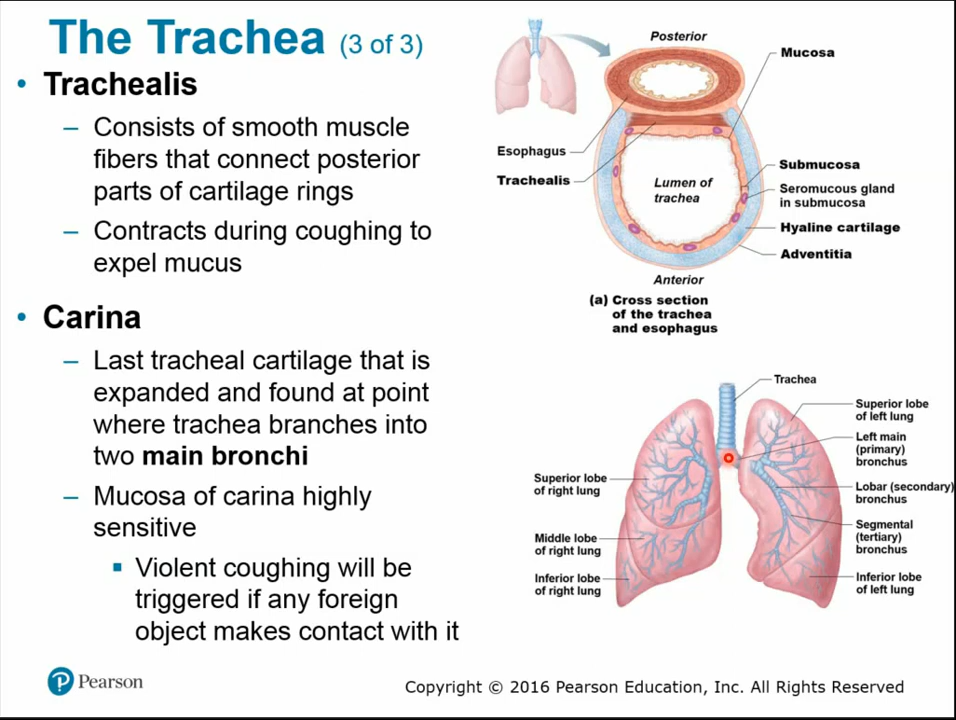 The Trachea (3 of 3)
• Trachealis
– Consists of smooth muscle
fibers that connect posterior
parts of cartilage rings
– Contracts during coughing to
expel mucus
• Carina
– Last tracheal cartilage that is
expanded and found at point
where trachea branches into
two main bronchi
– Mucosa of carina highly
sensitive
▪ Violent coughing will be
triggered if any foreign
object makes contact with it
Posterior
Mucosa
Esophagus
Trachealis
Lumen of
trachea
Submucosa
Seromucous gland
in submucosa
Hyaline cartilage
Adventitia
Anterior
(a) Cross section
of the trachea
and esophagus
Trachea
Superior lobe
of left lung
Left main
(primary)
bronchus
Superior lobe
of right lung
Lobar (secondary)
bronchus
Segmental
(tertiary)
bronchus
Middle lobe
of right lung
Inferior lobe
of right lung
Inferior lobe
of left lung
P Pearson
Copyright © 2016 Pearson Education, Inc. All Rights Reserved